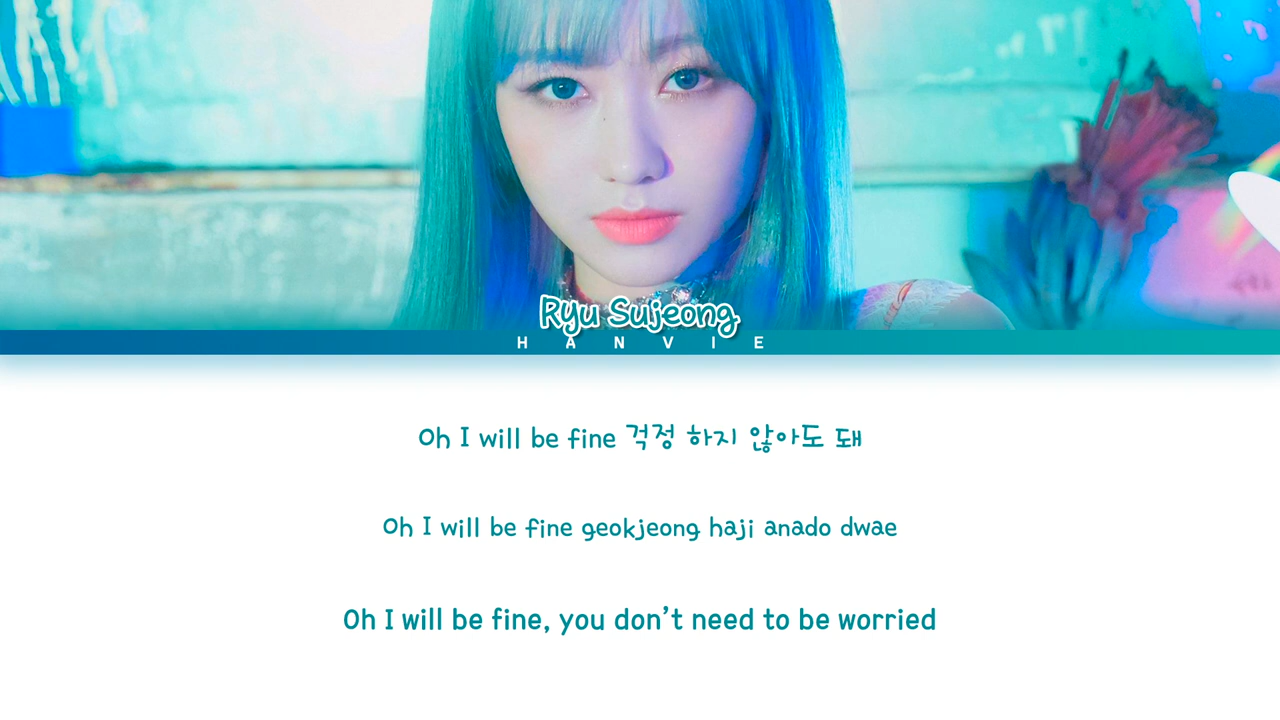 Ryu Sujeong
HANVIE
Oh I will be fine 걱정 하지 않아도 돼
Oh I will be fine geokjeong haji anado dwae
Oh I will be fine, you don't need to be worried